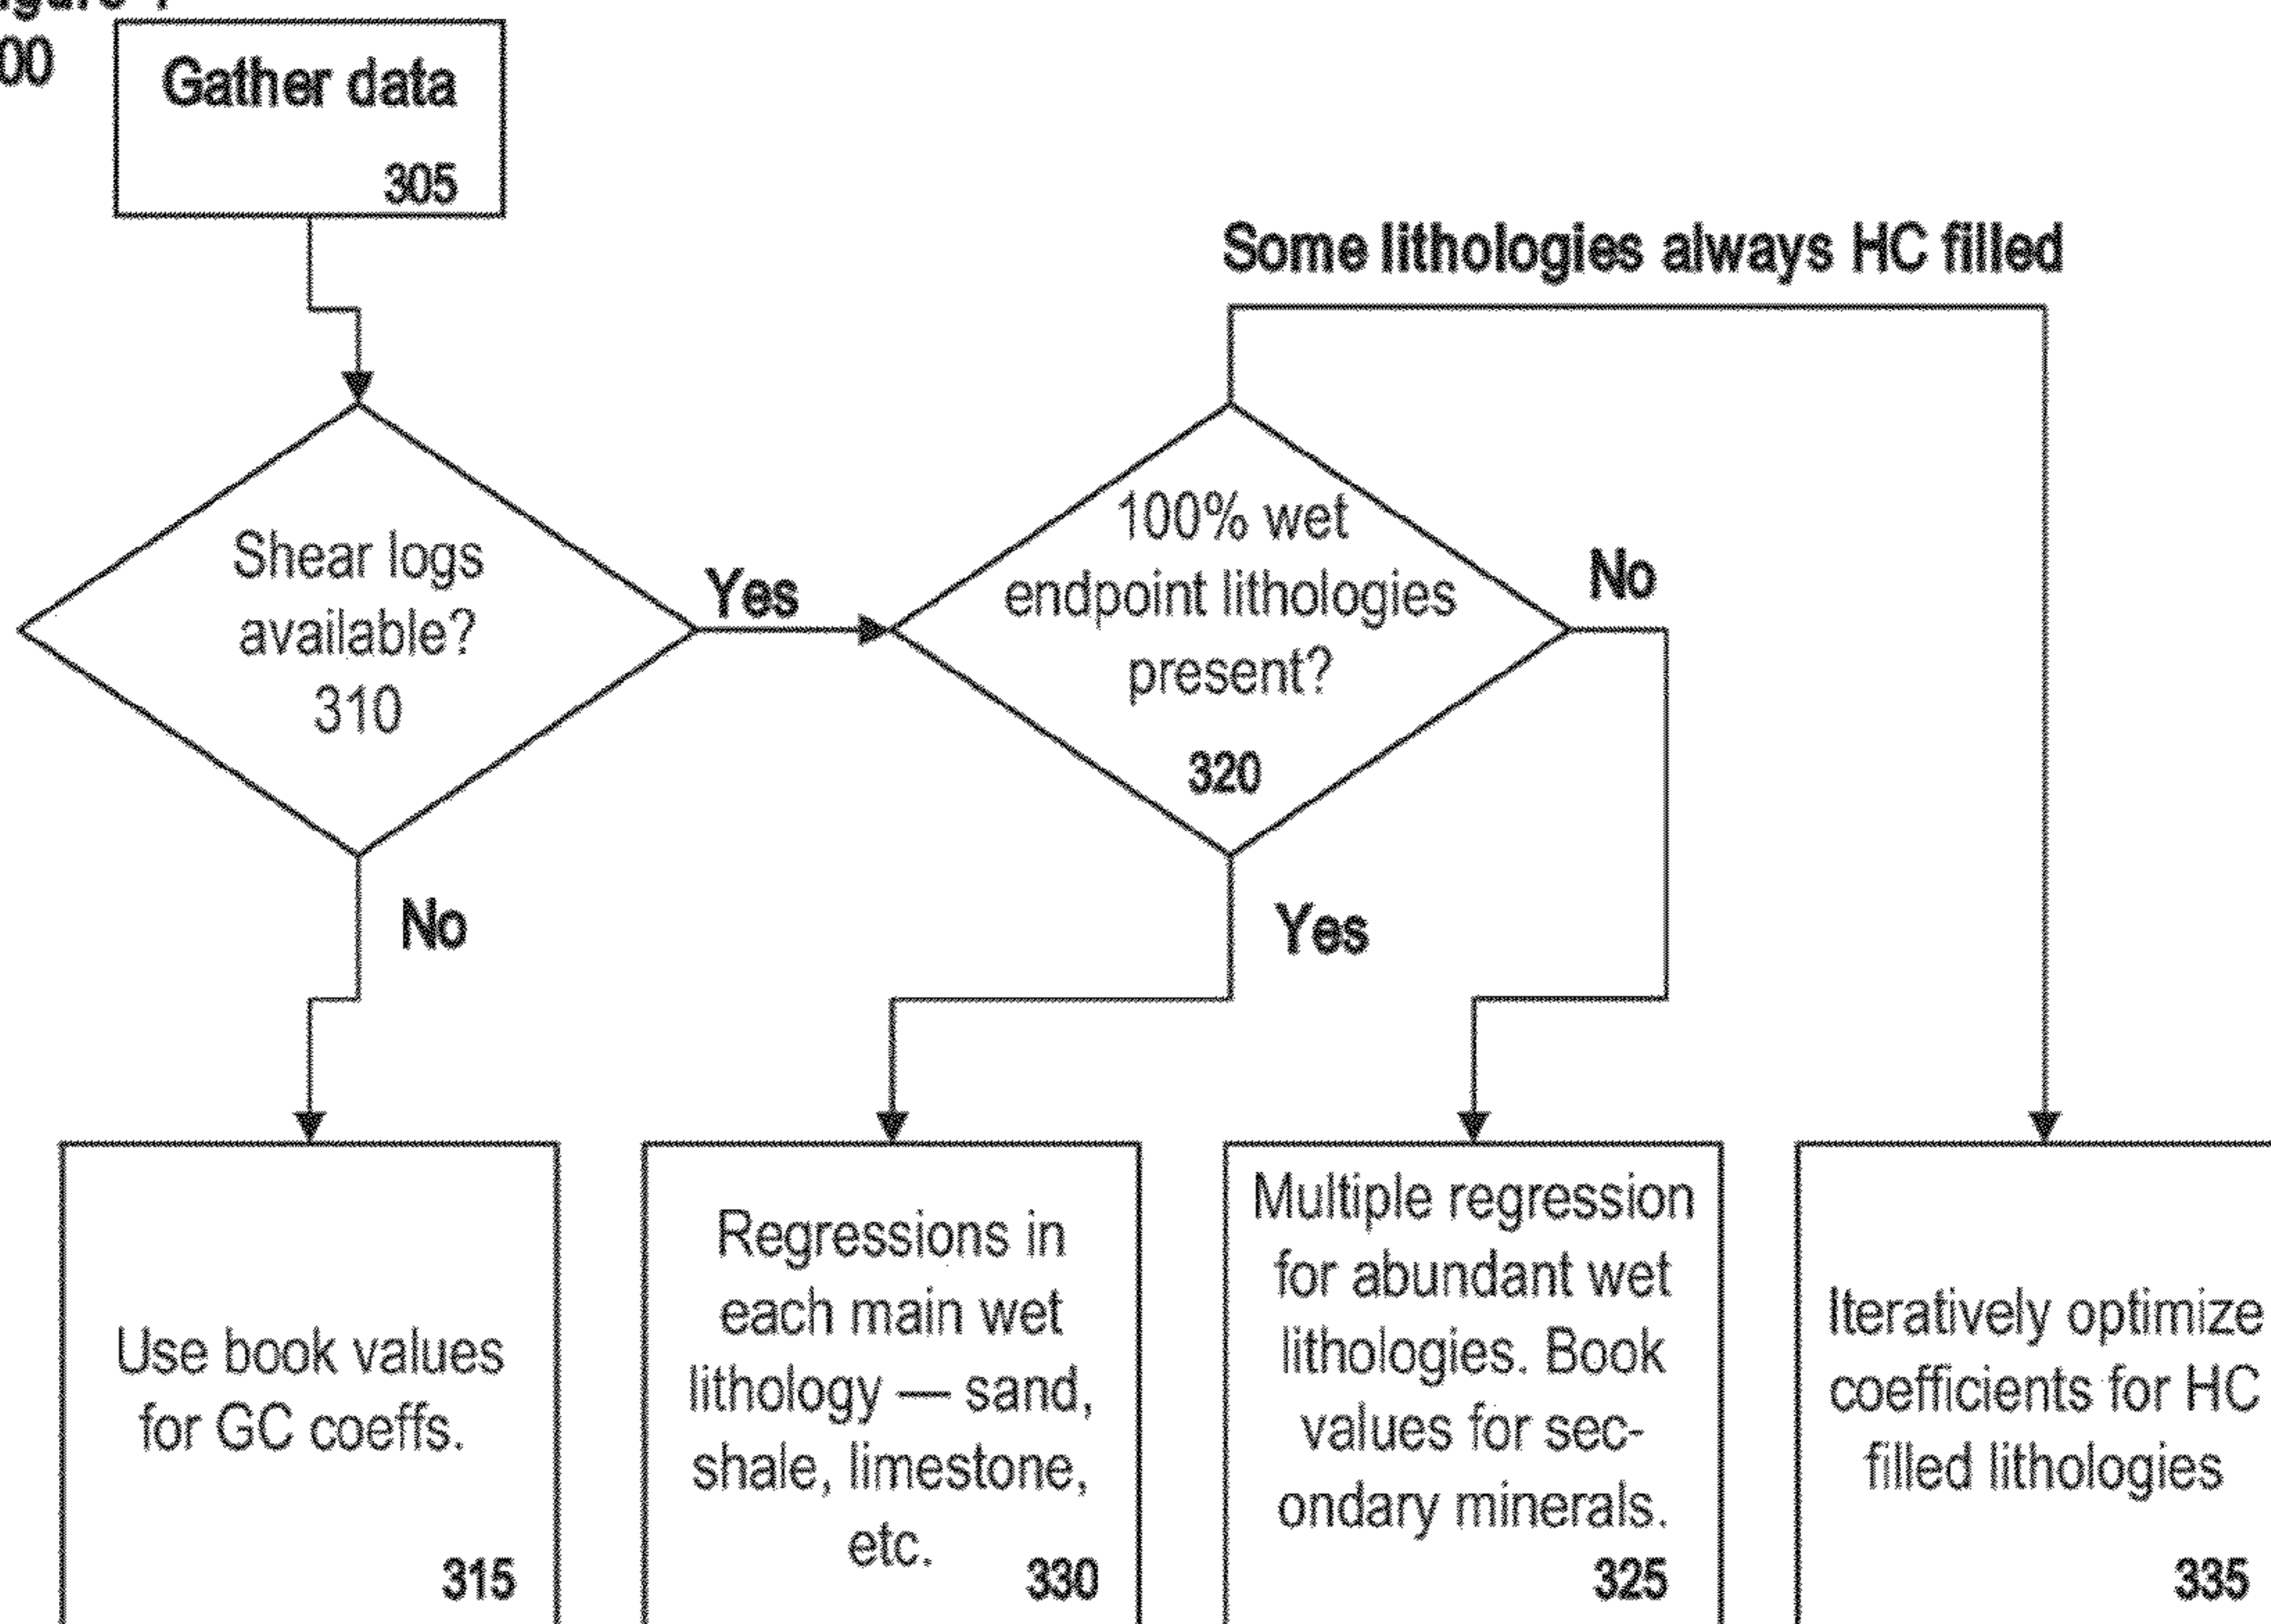 Gather data
305
Some lithologies always HC filled
Shear logs
available?
310
Yes
100% wet
endpoint lithologies
present?
320
No
No
Yes
Use book values
for GC coeffs.
315
Regressions in
each main wet
lithology — sand,
shale, limestone,
etc.
330
Multiple regression
for abundant wet
lithologies. Book
values for sec-
ondary minerals.
325
Iteratively optimize
coefficients for HC
filled lithologies
335